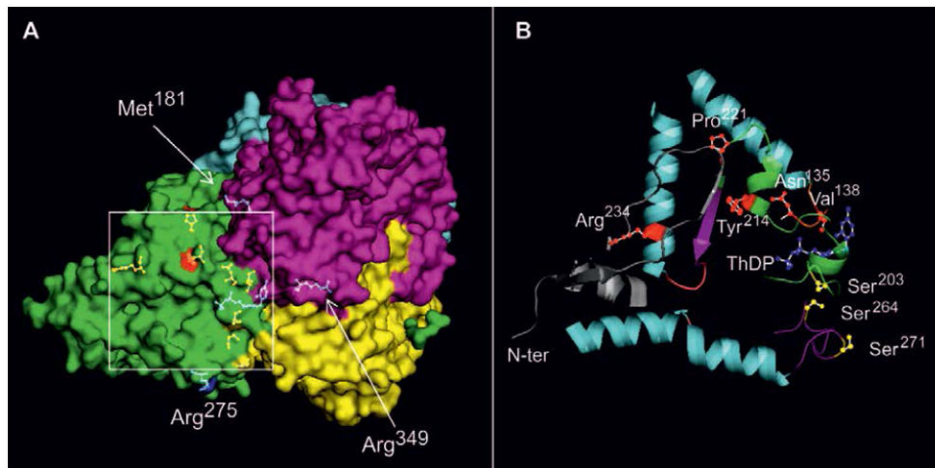 A
Met181
Arg275
Arg349
B
Pro221
Asn135
Val138
Arg234
Tyr214
ThDP
Ser203
Ser264
N-ter
Ser271